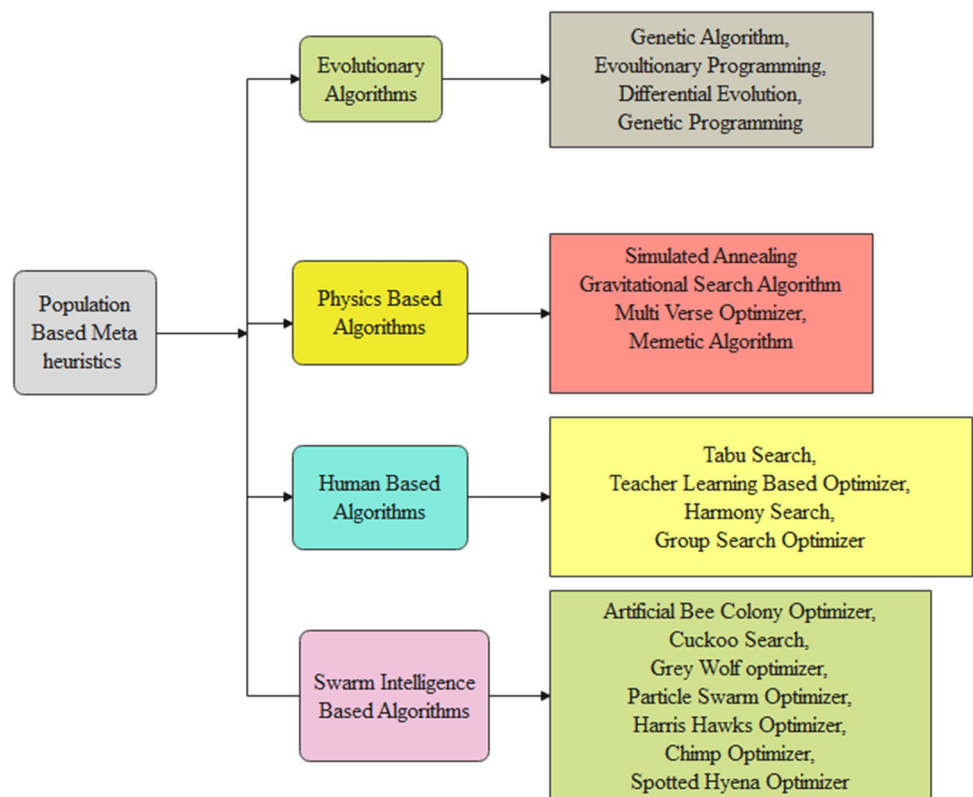 Evolutionary
Algorithms
Genetic Algorithm,
Evoultionary Programming,
Differential Evolution,
Genetic Programming
Population
Based Meta
heuristics
Physics Based
Algorithms
Simulated Annealing
Gravitational Search Algorithm
Multi Verse Optimizer,
Memetic Algorithm
Human Based
Algorithms
Tabu Search,
Teacher Learning Based Optimizer,
Harmony Search,
Group Search Optimizer
Swarm Intelligence
Based Algorithms
Artificial Bee Colony Optimizer,
Cuckoo Search,
Grey Wolf optimizer,
Particle Swarm Optimizer,
Harris Hawks Optimizer,
Chimp Optimizer,
Spotted Hyena Optimizer